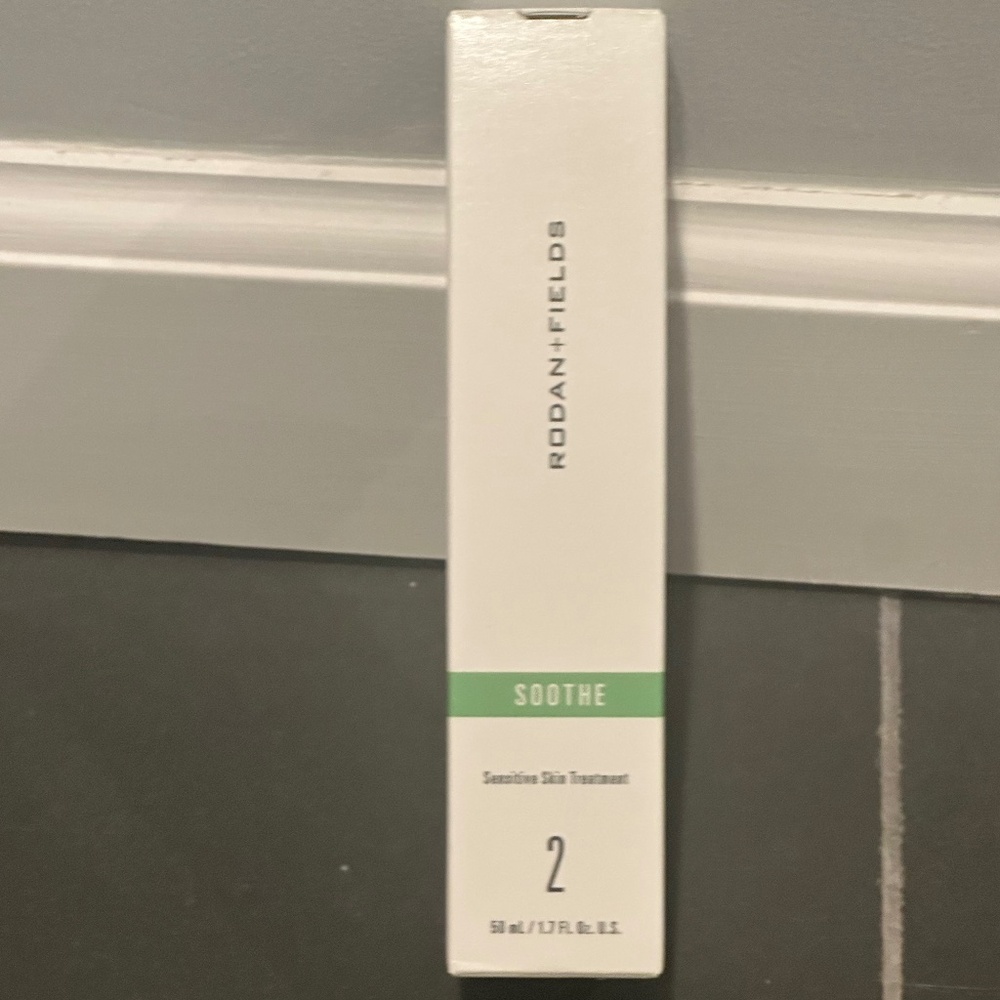 RODAN+FIELDS
SOOTHE
Sensitive Skin Treatment
2
50 mL / 1.7 Fl. Oz. U.S.